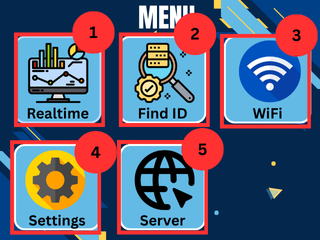 MENU
1
2
3
Realtime
Find ID
WiFi
4
5
Settings
Server